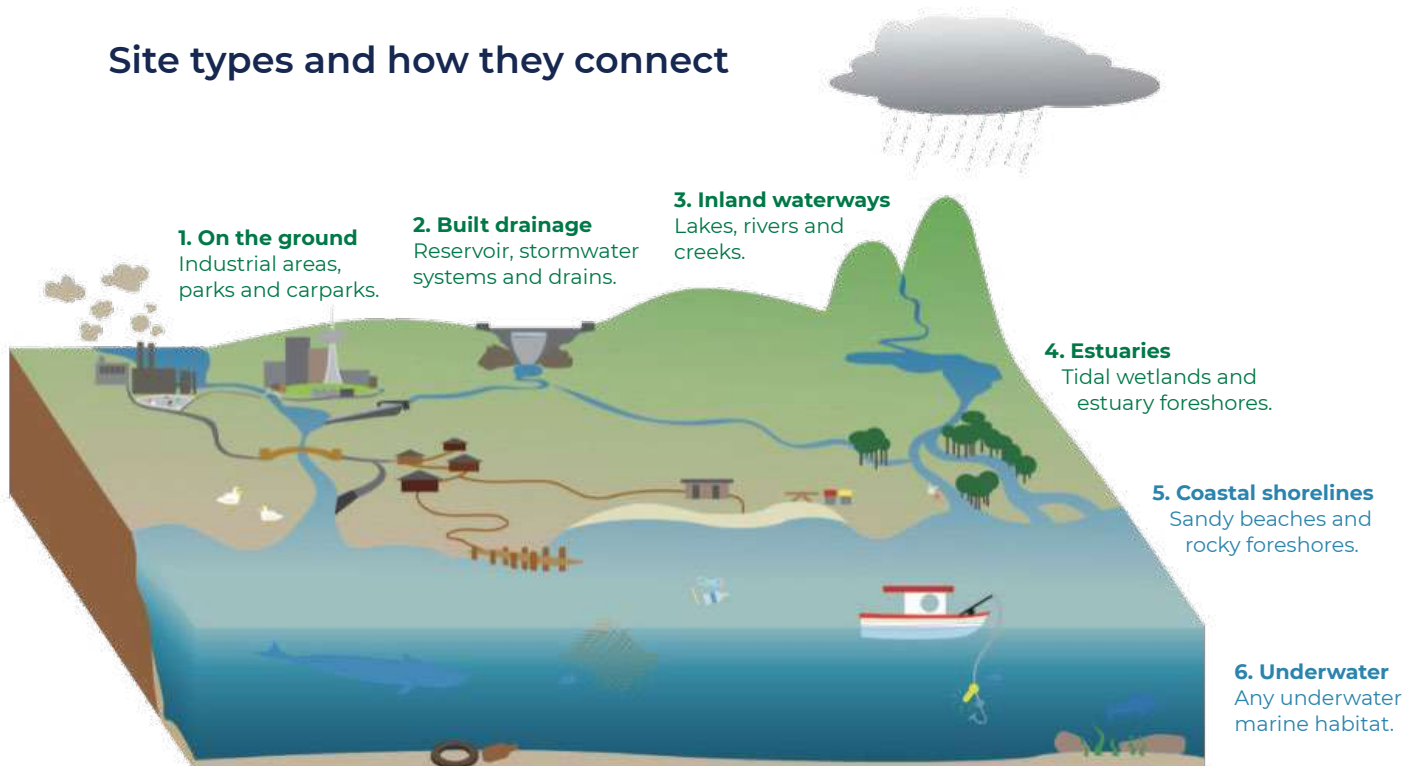 Site types and how they connect
1. On the ground
Industrial areas,
parks and carparks.
2. Built drainage
Reservoir, stormwater
systems and drains.
3. Inland waterways
Lakes, rivers and
creeks.
4. Estuaries
Tidal wetlands and
estuary foreshores.
5. Coastal shorelines
Sandy beaches and
rocky foreshores.
6. Underwater
Any underwater
marine habitat.